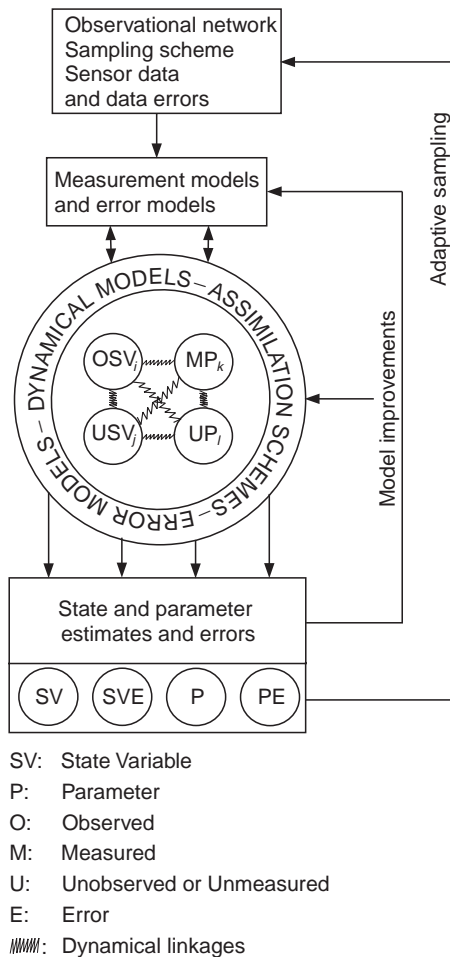 Observational network
Sampling scheme
Sensor data
and data errors
Adaptive sampling
Measurement models
and error models
Model improvements
DYNAMICAL MODELS – ASSIMILATION SCHEMES – ERROR MODELS –
OSVi MPk
USVj UPl
State and parameter
estimates and errors
SV SVE P PE
SV: State Variable
P: Parameter
O: Observed
M: Measured
U: Unobserved or Unmeasured
E: Error
: Dynamical linkages